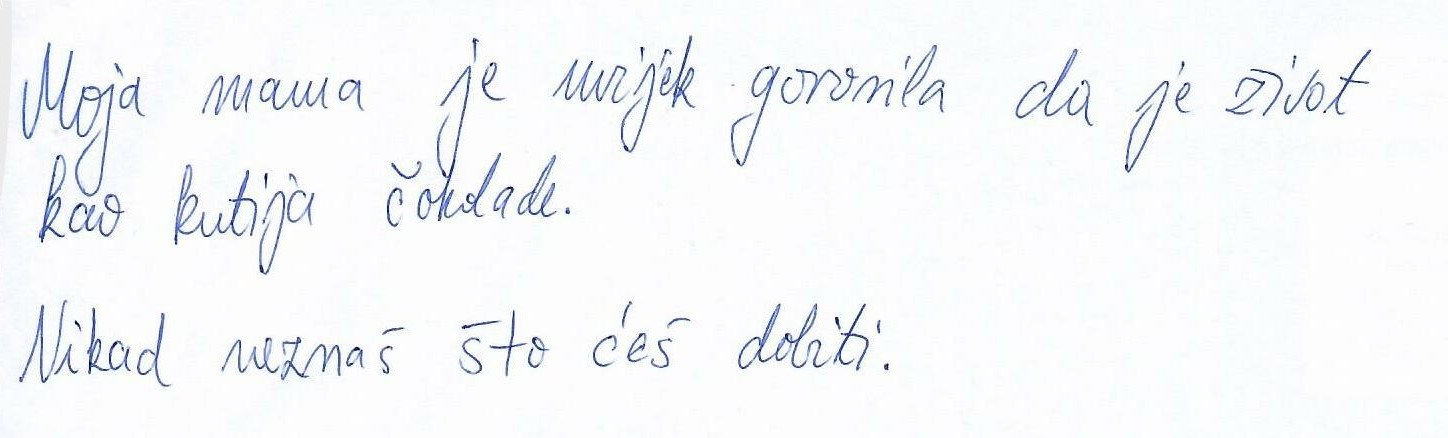 Moja mama je uvijek govorila da je život
kao kutija čokolade.
Nikad neznaš što ćeš dobiti.